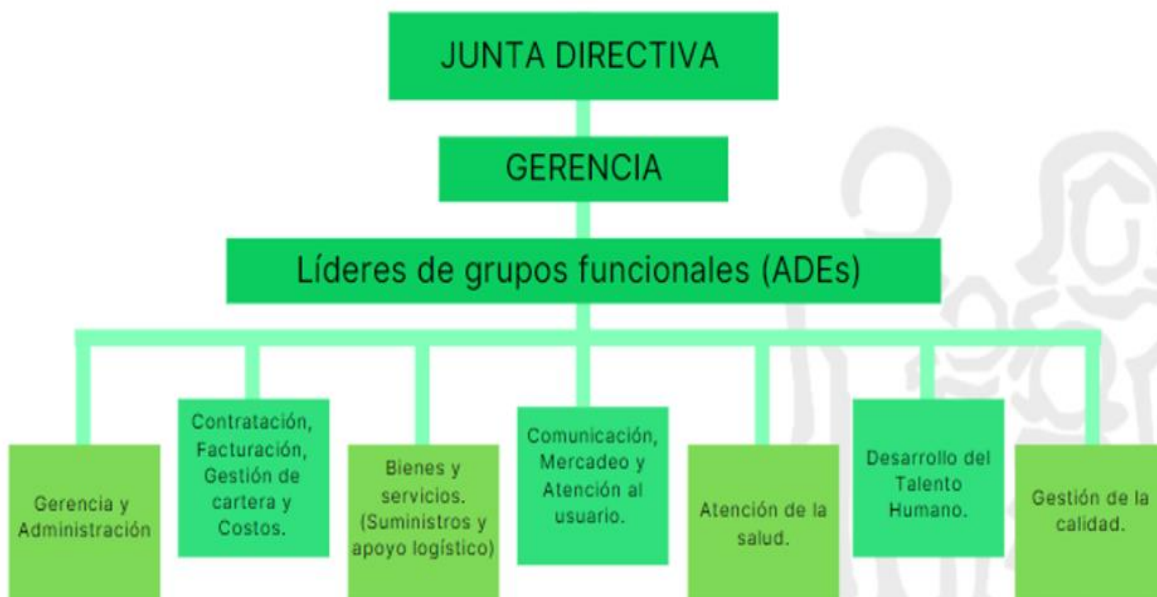 JUNTA DIRECTIVA
GERENCIA
Líderes de grupos funcionales (ADEs)
Gerencia y
Administración
Contratación,
Facturación,
Gestión de
cartera y
Costos.
Bienes y
servicios.
(Suministros y
apoyo logístico)
Comunicación,
Mercadeo y
Atención al
usuario.
Atención de la
salud.
Desarrollo del
Talento
Humano.
Gestión de la
calidad.